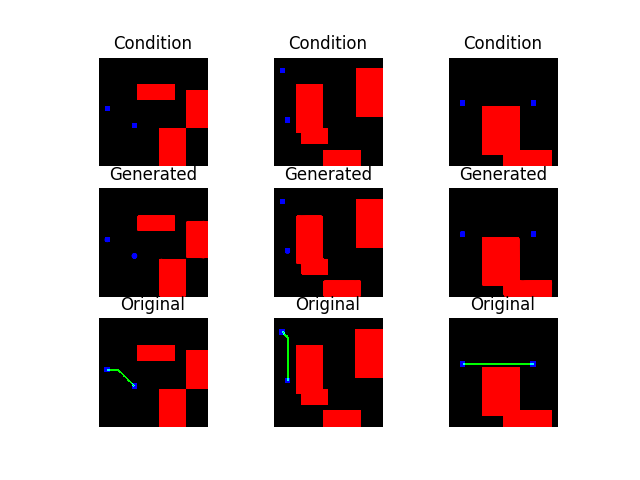 Condition Condition Condition
Generated Generated Generated
Original Original Original